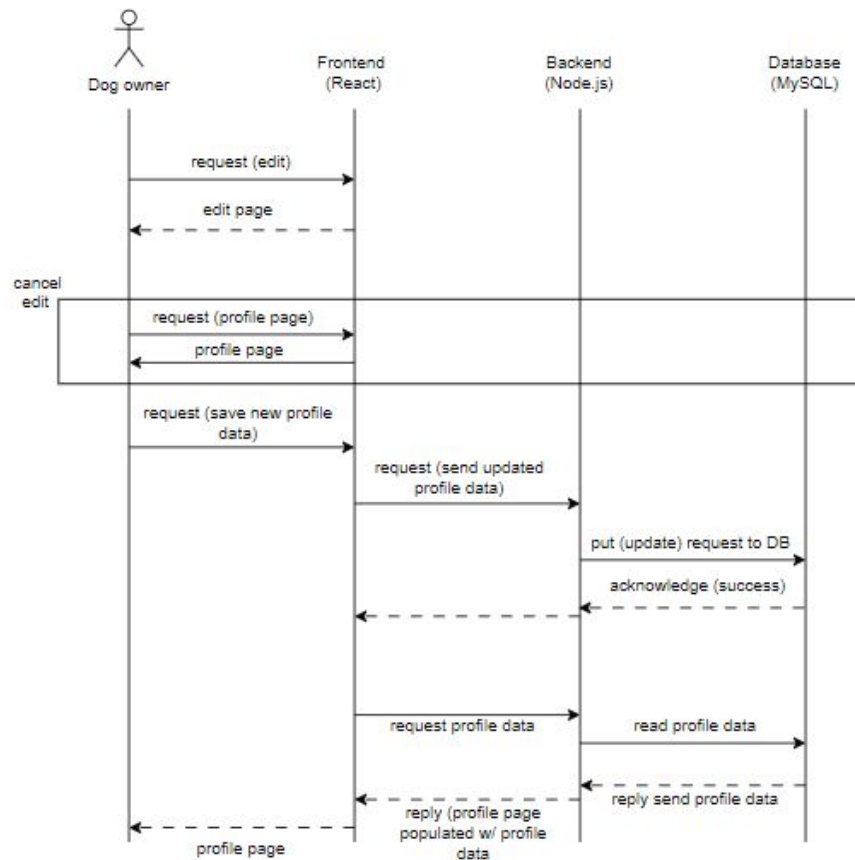 Dog owner
Frontend
(React)
Backend
(Node.js)
Database
(MySQL)
request (edit)
edit page
cancel
edit
request (profile page)
profile page
request (save new profile
data)
request (send updated
profile data)
put (update) request to DB
acknowledge (success)
request profile data
read profile data
reply send profile data
reply (profile page
populated w/ profile
data
profile page